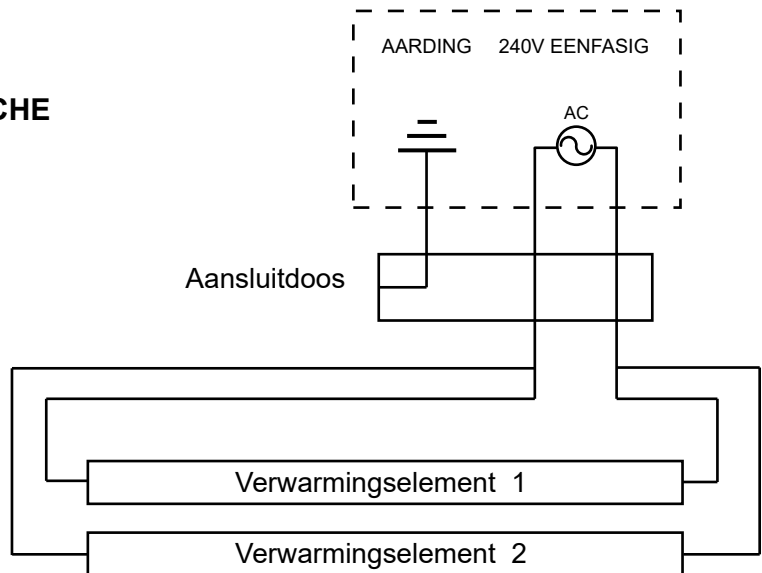 AARDING 240V EENFASIG
CHE
AC
Aansluitdoos
Verwarmingselement 1
Verwarmingselement 2